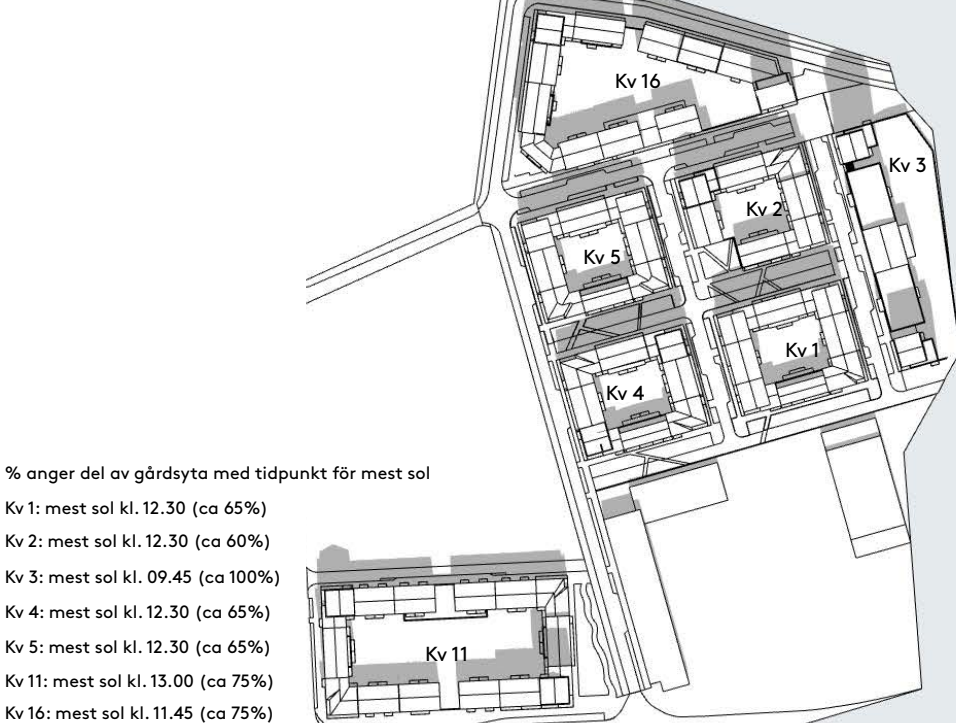 Kv 16
Kv 3
Kv 2
Kv 5
Kv 1
Kv 4
% anger del av gårdsyta med tidpunkt för mest sol
Kv 1: mest sol kl. 12.30 (ca 65%)
Kv 2: mest sol kl. 12.30 (ca 60%)
Kv 3: mest sol kl. 09.45 (ca 100%)
Kv 4: mest sol kl. 12.30 (ca 65%)
Kv 5: mest sol kl. 12.30 (ca 65%)
Kv 11: mest sol kl. 13.00 (ca 75%)
Kv 16: mest sol kl. 11.45 (ca 75%)
Kv 11